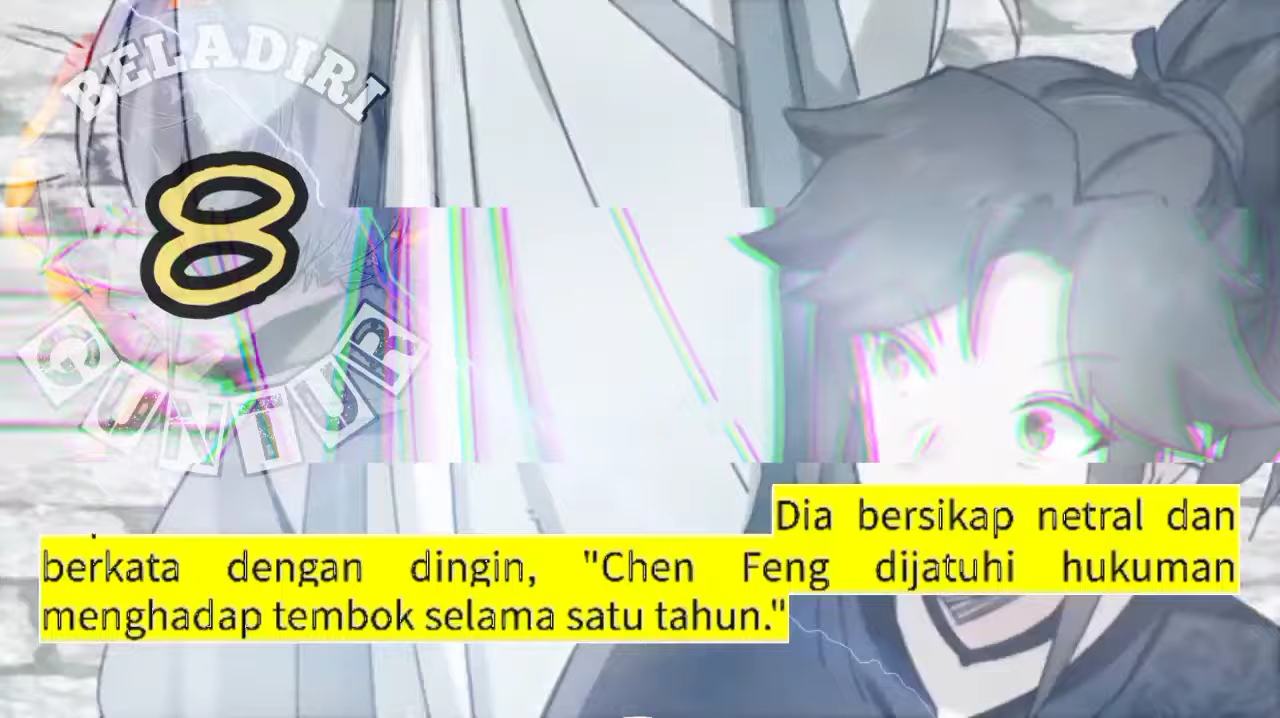 BELADIRI
8
GUNTUR
Dia bersikap netral dan
berkata dengan dingin, "Chen Feng dijatuhi hukuman
menghadap tembok selama satu tahun."